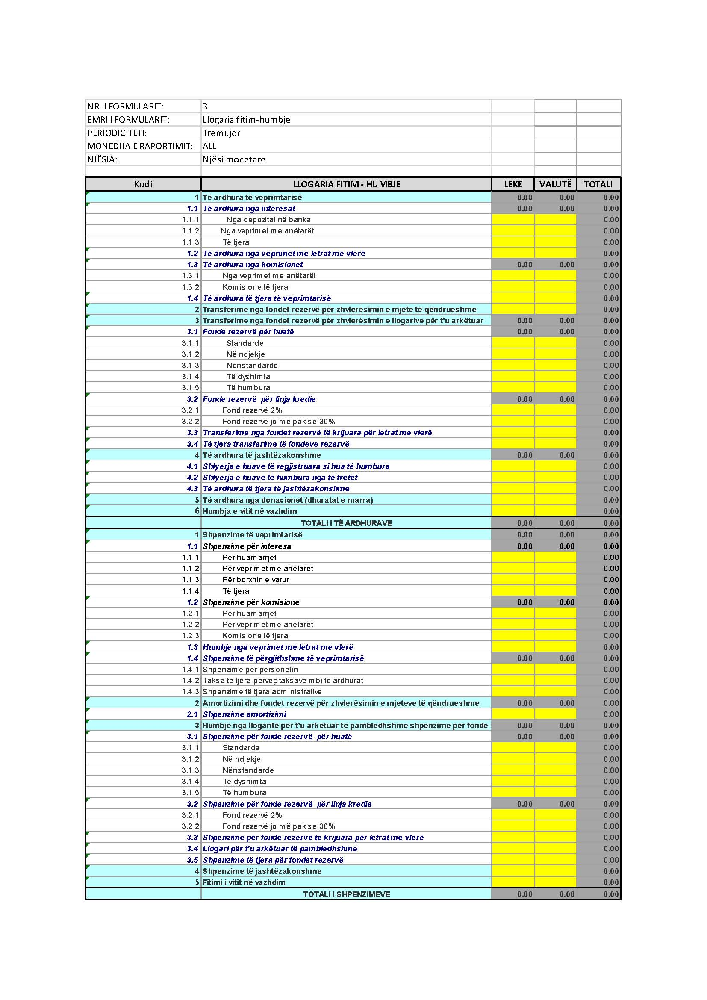 NR. I FORMULARIT: 3
EMRI I FORMULARIT: Llogaria fitim-humbje
PERIODICITETI: Tremujor
MONEDHA E RAPORTIMIT: ALL
NJËSIA: Njësi monetare
Kodi LLOGARIA FITIM - HUMBJE LEKË VALUTË TOTALI
1 Të ardhura të veprimtarisë 0.00 0.00 0.00
1.1 Të ardhura nga interesat 0.00 0.00 0.00
1.1.1 Nga depozitat në banka 0.00
1.1.2 Nga veprimet me anëtarët 0.00
1.1.3 Të tjera 0.00
1.2 Të ardhura nga veprimet me letrat me vlerë 0.00
1.3 Të ardhura nga komisionet 0.00 0.00 0.00
1.3.1 Nga veprimet me anëtarët 0.00
1.3.2 Komisione të tjera 0.00
1.4 Të ardhura të tjera të veprimtarisë 0.00
2 Transferime nga fondet rezervë për zhvlerësimin e mjete të qëndrueshme 0.00
3 Transferime nga fondet rezervë për zhvlerësimin e llogarive për t'u arkëtuar 0.00 0.00 0.00
3.1 Fonde rezervë për huatë 0.00 0.00 0.00
3.1.1 Standarde 0.00
3.1.2 Në ndjekje 0.00
3.1.3 Nënstandarde 0.00
3.1.4 Të dyshimta 0.00
3.1.5 Të humbura 0.00
3.2 Fonde rezervë për linja kredie 0.00 0.00 0.00
3.2.1 Fond rezervë 2% 0.00
3.2.2 Fond rezervë jo më pak se 30% 0.00
3.3 Transferime nga fondet rezervë të krijuara për letrat me vlerë 0.00
3.4 Të tjera transferime të fondeve rezervë 0.00
4 Të ardhura të jashtëzakonshme 0.00 0.00 0.00
4.1 Shlyerja e huave të regjistruara si hua të humbura 0.00
4.2 Shlyerja e huave të humbura nga të tretët 0.00
4.3 Të ardhura të tjera të jashtëzakonshme 0.00
5 Të ardhura nga donacionet (dhuratat e marra) 0.00
6 Humbja e vitit në vazhdim 0.00
TOTALI I TË ARDHURAVE 0.00 0.00 0.00
1 Shpenzime të veprimtarisë 0.00 0.00 0.00
1.1 Shpenzime për interesa 0.00 0.00 0.00
1.1.1 Për huamarrjet 0.00
1.1.2 Për veprimet me anëtarët 0.00
1.1.3 Për borxhin e varur 0.00
1.1.4 Të tjera 0.00
1.2 Shpenzime për komisione 0.00 0.00 0.00
1.2.1 Për huamarrjet 0.00
1.2.2 Për veprimet me anëtarët 0.00
1.2.3 Komisione të tjera 0.00
1.3 Humbje nga veprimet me letrat me vlerë 0.00
1.4 Shpenzime të përgjithshme të veprimtarisë 0.00 0.00 0.00
1.4.1 Shpenzime për personelin 0.00
1.4.2 Taksa të tjera përveç taksave mbi të ardhurat 0.00
1.4.3 Shpenzime të tjera administrative 0.00
2 Amortizimi dhe fondet rezervë për zhvlerësimin e mjeteve të qëndrueshme 0.00 0.00 0.00
2.1 Shpenzime amortizimi 0.00
3 Humbje nga llogaritë për t’u arkëtuar të pambledhshme shpenzime për fonde 0.00 0.00 0.00
3.1 Shpenzime për fonde rezervë për huatë 0.00 0.00 0.00
3.1.1 Standarde 0.00
3.1.2 Në ndjekje 0.00
3.1.3 Nënstandarde 0.00
3.1.4 Të dyshimta 0.00
3.1.5 Të humbura 0.00
3.2 Shpenzime për fonde rezervë për linja kredie 0.00 0.00 0.00
3.2.1 Fond rezervë 2% 0.00
3.2.2 Fond rezervë jo më pak se 30% 0.00
3.3 Shpenzime për fonde rezervë të krijuara për letrat me vlerë 0.00
3.4 Llogari për t’u arkëtuar të pambledhshme 0.00
3.5 Shpenzime të tjera për fondet rezervë 0.00
4 Shpenzime të jashtëzakonshme 0.00
5 Fitimi i vitit në vazhdim 0.00
TOTALI I SHPENZIMEVE 0.00 0.00 0.00